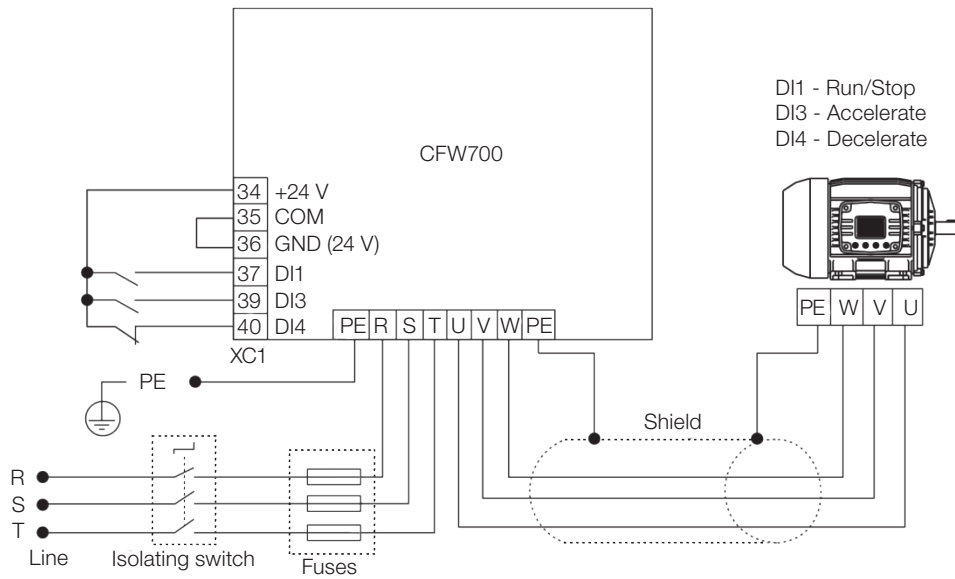 CFW700
DI1 - Run/Stop
DI3 - Accelerate
DI4 - Decelerate
34 +24 V
35 COM
36 GND (24 V)
37 DI1
39 DI3
40 DI4
XC1
PE R S T U V W PE
PE W V U
PE
Shield
R
S
T
Line
Isolating switch
Fuses